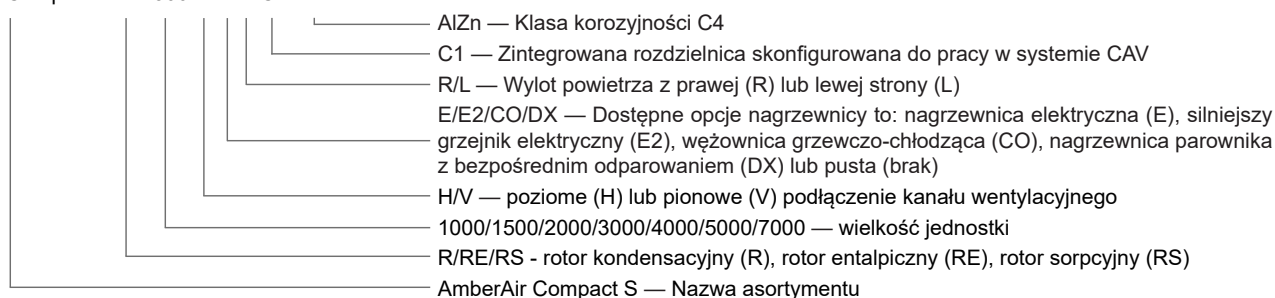 AlZn — Klasa korozyjności C4
C1 — Zintegrowana rozdzielnica skonfigurowana do pracy w systemie CAV
R/L — Wylot powietrza z prawej (R) lub lewej strony (L)
E/E2/CO/DX — Dostępne opcje nagrzewnicy to: nagrzewnica elektryczna (E), silniejszy
grzejnik elektryczny (E2), wężownica grzewczo-chłodząca (CO), nagrzewnica parownika
z bezpośrednim odparowaniem (DX) lub pusta (brak)
H/V — poziome (H) lub pionowe (V) podłączenie kanału wentylacyjnego
1000/1500/2000/3000/4000/5000/7000 — wielkość jednostki
R/RE/RS - rotor kondensacyjny (R), rotor entalpiczny (RE), rotor sorpcyjny (RS)
AmberAir Compact S — Nazwa asortymentu